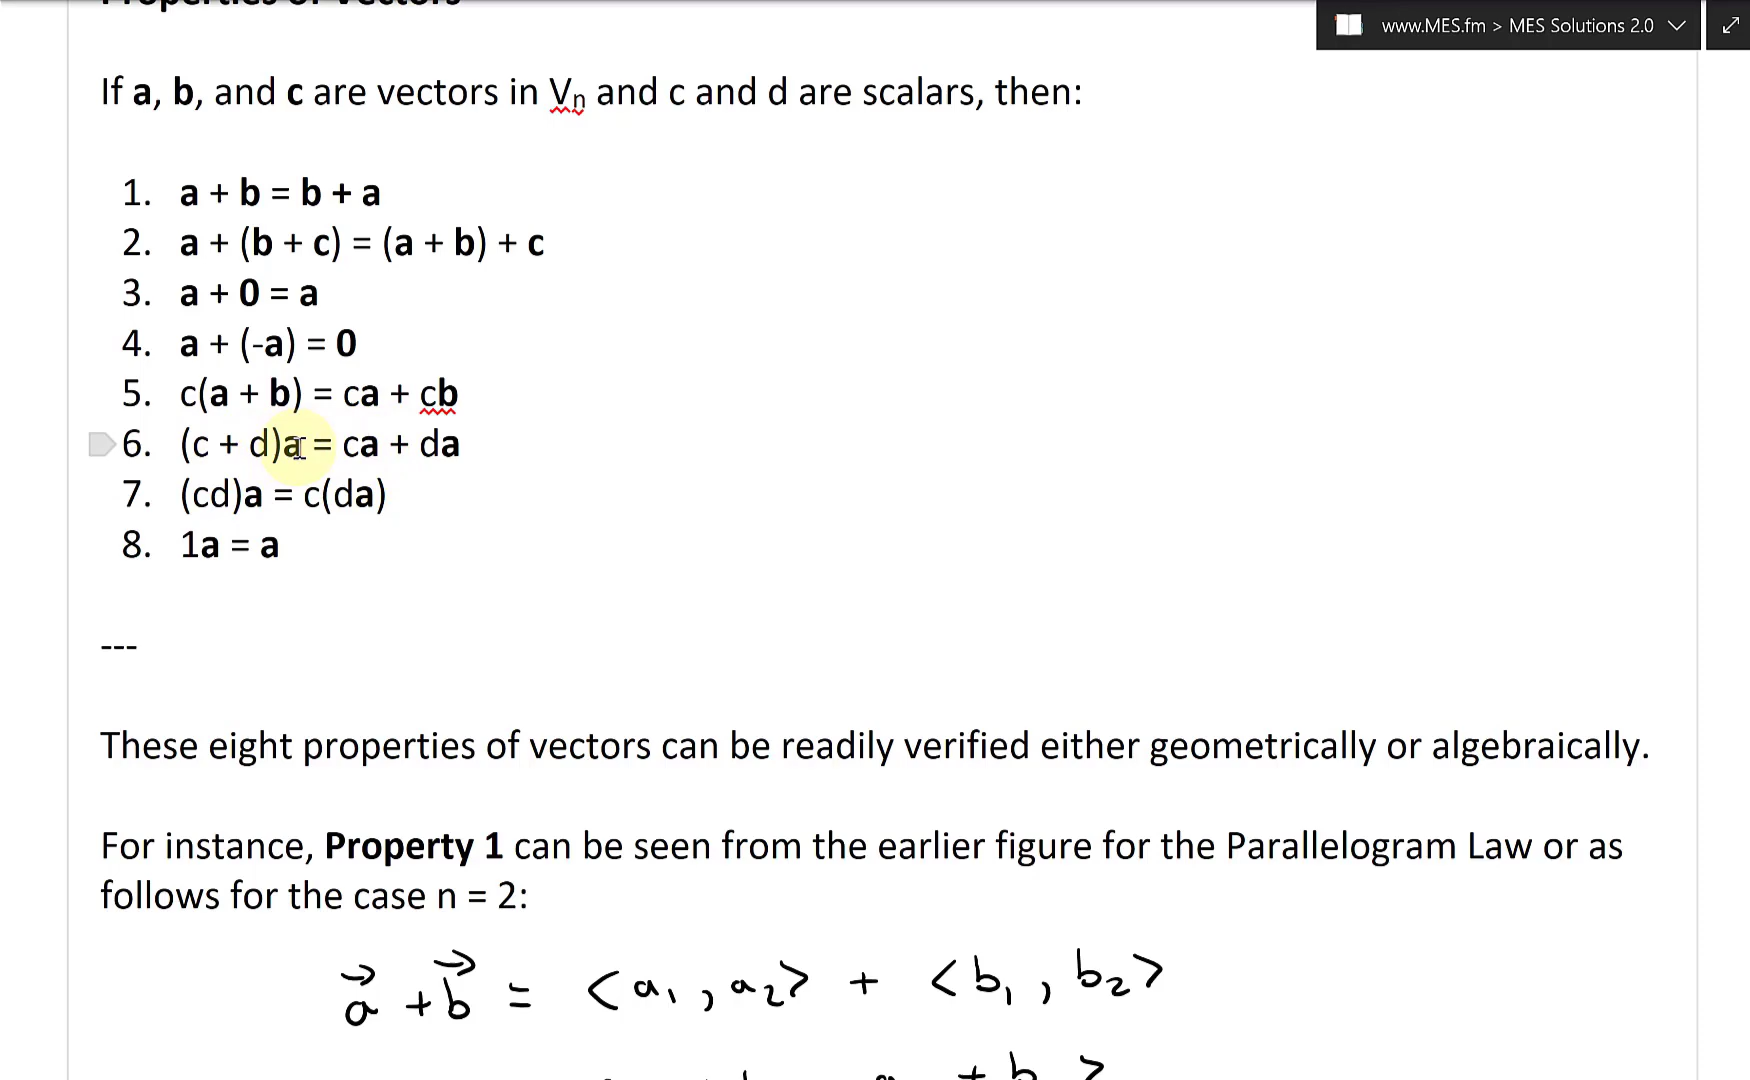 Properties of Vectors
www.MES.fm > MES Solutions 2.0
If a, b, and c are vectors in Vn and c and d are scalars, then:
1. a + b = b + a
2. a + (b + c) = (a + b) + c
3. a + 0 = a
4. a + (-a) = 0
5. c(a + b) = ca + cb
6. (c + d)a = ca + da
7. (cd)a = c(da)
8. 1a = a
---
These eight properties of vectors can be readily verified either geometrically or algebraically.
For instance, Property 1 can be seen from the earlier figure for the Parallelogram Law or as
follows for the case n = 2:
a⃗ + b⃗ = <a₁, a₂> + <b₁, b₂>